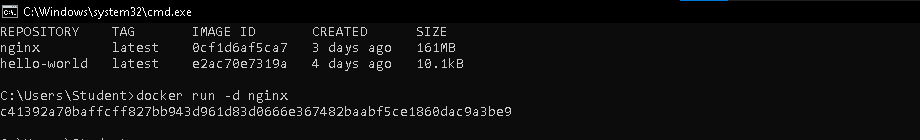 C:\Windows\system32\cmd.exe
REPOSITORY TAG IMAGE ID CREATED SIZE
nginx latest 0cf1d6af5ca7 3 days ago 161MB
hello-world latest e2ac70e7319a 4 days ago 10.1kB
C:\Users\Student>docker run -d nginx
c41392a70baffcff827bb943d961d83d0666e367482baabf5ce1860dac9a3be9